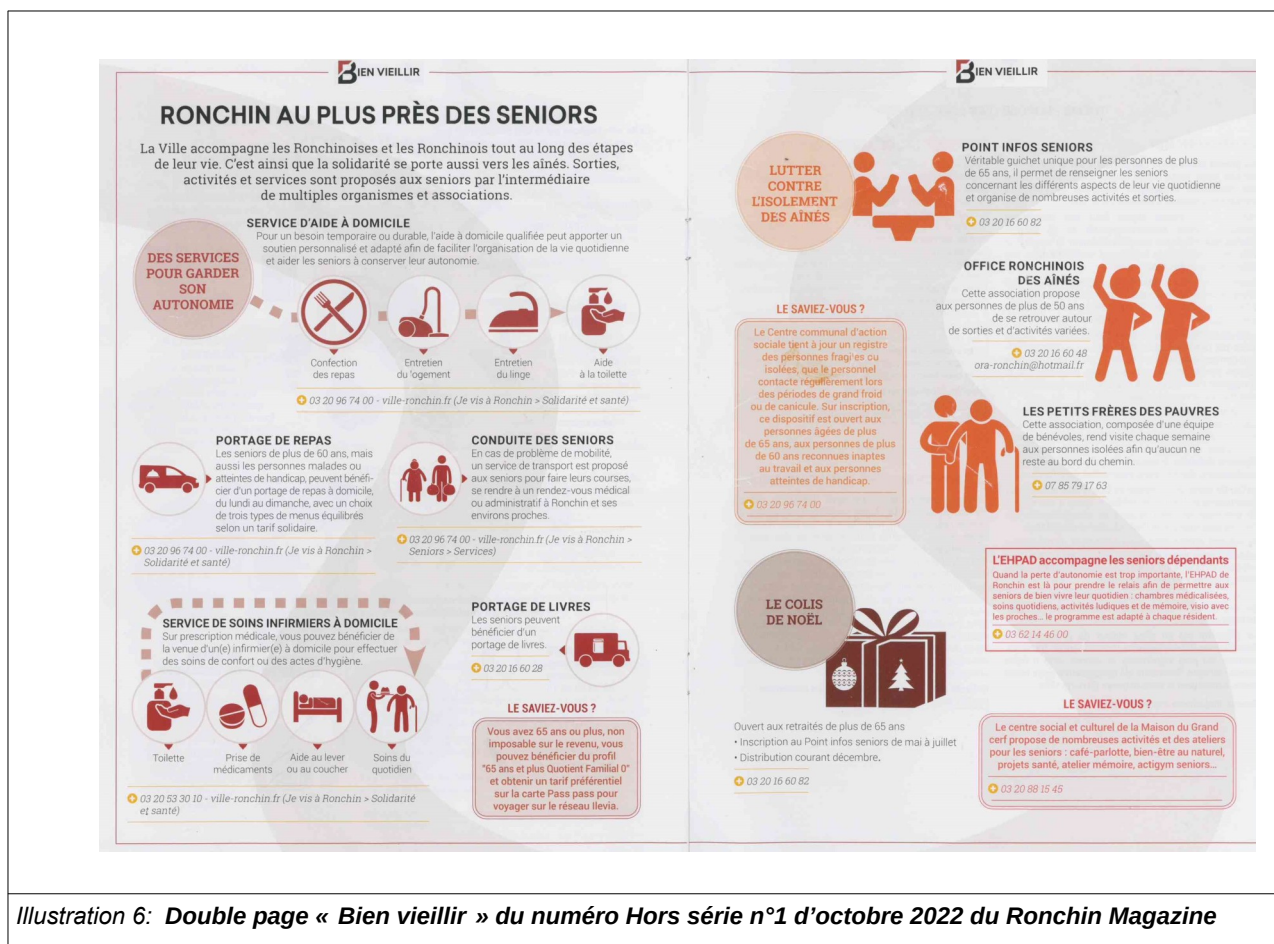 BIEN VIEILLIR
RONCHIN AU PLUS PRÈS DES SENIORS
La Ville accompagne les Ronchinoises et les Ronchinois tout au long des étapes
de leur vie. C'est ainsi que la solidarité se porte aussi vers les aînés. Sorties,
activités et services sont proposés aux seniors par l'intermédiaire
de multiples organismes et associations.
DES SERVICES
POUR GARDER
SON
AUTONOMIE
SERVICE D'AIDE À DOMICILE
Pour un besoin temporaire ou durable, l'aide à domicile qualifiée peut apporter un
soutien personnalisé et adapté afin de faciliter l'organisation de la vie quotidienne
et aider les seniors à conserver leur autonomie.
Confection
des repas
Entretien
du logement
Entretien
du linge
Aide
à la toilette
03 20 96 74 00 - ville-ronchin.fr (Je vis à Ronchin > Solidarité et santé)
PORTAGE DE REPAS
Les seniors de plus de 60 ans, mais
aussi les personnes malades ou
atteintes de handicap, peuvent bénéfi-
cier d'un portage de repas à domicile,
du lundi au dimanche, avec un choix
de trois types de menus équilibrés
selon un tarif solidaire.
03 20 96 74 00 - ville-ronchin.fr (Je vis à Ronchin >
Solidarité et santé)
CONDUITE DES SENIORS
En cas de problème de mobilité,
un service de transport est proposé
aux seniors pour faire leurs courses,
se rendre à un rendez-vous médical
ou administratif à Ronchin et ses
environs proches.
03 20 96 74 00 - ville-ronchin.fr (Je vis à Ronchin >
Seniors > Services)
SERVICE DE SOINS INFIRMIERS À DOMICILE
Sur prescription médicale, vous pouvez bénéficier de
la venue d'un(e) infirmier(e) à domicile pour effectuer
des soins de confort ou des actes d'hygiène.
Toilette
Prise de
médicaments
Aide au lever
ou au coucher
Soins du
quotidien
03 20 53 30 10 - ville-ronchin.fr (Je vis à Ronchin > Solidarité
et santé)
PORTAGE DE LIVRES
Les seniors peuvent
bénéficier d'un
portage de livres.
03 20 16 60 28
LE SAVIEZ-VOUS ?
Vous avez 65 ans ou plus, non
imposable sur le revenu, vous
pouvez bénéficier du profil
"65 ans et plus Quotient Familial 0"
et obtenir un tarif préférentiel
sur la carte Pass pass pour
voyager sur le réseau Ilevia.
BIEN VIEILLIR
LUTTER
CONTRE
L'ISOLEMENT
DES AÎNÉS
POINT INFOS SENIORS
Véritable guichet unique pour les personnes de plus
de 65 ans, il permet de renseigner les seniors
concernant les différents aspects de leur vie quotidienne
et organise de nombreuses activités et sorties.
03 20 16 60 82
OFFICE RONCHINOIS
DES AÎNÉS
Cette association propose
aux personnes de plus de 50 ans
de se retrouver autour
de sorties et d'activités variées.
03 20 16 60 48
ora-ronchin@hotmail.fr
LE SAVIEZ-VOUS ?
Le Centre communal d'action
sociale tient à jour un registre
des personnes fragiles ou
isolées, que le personnel
contacte régulièrement lors
des périodes de grand froid
ou de canicule. Sur inscription,
ce dispositif est ouvert aux
personnes âgées de plus
de 65 ans, aux personnes de plus
de 60 ans reconnues inaptes
au travail et aux personnes
atteintes de handicap.
03 20 96 74 00
LES PETITS FRÈRES DES PAUVRES
Cette association, composée d'une équipe
de bénévoles, rend visite chaque semaine
aux personnes isolées afin qu'aucun ne
reste au bord du chemin.
07 85 79 17 63
L'EHPAD accompagne les seniors dépendants
Quand la perte d'autonomie est trop importante, l'EHPAD de
Ronchin est là pour prendre le relais afin de permettre aux
seniors de bien vivre leur quotidien : chambres médicalisées,
soins quotidiens, activités ludiques et de mémoire, visio avec
les proches... le programme est adapté à chaque résident.
03 62 14 46 00
LE COLIS
DE NOËL
Ouvert aux retraités de plus de 65 ans
• Inscription au Point infos seniors de mai à juillet
• Distribution courant décembre.
03 20 16 60 82
LE SAVIEZ-VOUS ?
Le centre social et culturel de la Maison du Grand
cerf propose de nombreuses activités et des ateliers
pour les seniors : café-parlotte, bien-être au naturel,
projets santé, atelier mémoire, actigym seniors...
03 20 88 15 45
Illustration 6: Double page « Bien vieillir » du numéro Hors série n°1 d'octobre 2022 du Ronchin Magazine